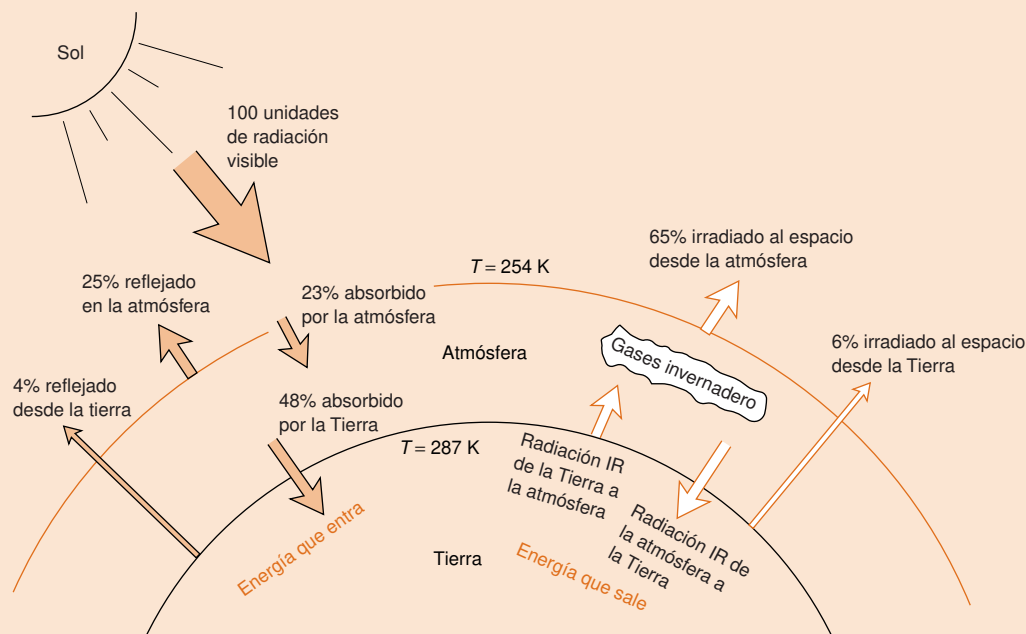 Sol
100 unidades
de radiación
visible
25% reflejado
en la atmósfera
4% reflejado
desde la tierra
23% absorbido
por la atmósfera
48% absorbido
por la Tierra
T = 254 K
Atmósfera
T = 287 K
65% irradiado al espacio
desde la atmósfera
Gases invernadero
6% irradiado al espacio
desde la Tierra
Radiación IR
de la Tierra a
la atmósfera
Radiación IR de
la atmósfera a
la Tierra
Energía que entra
Tierra
Energía que sale